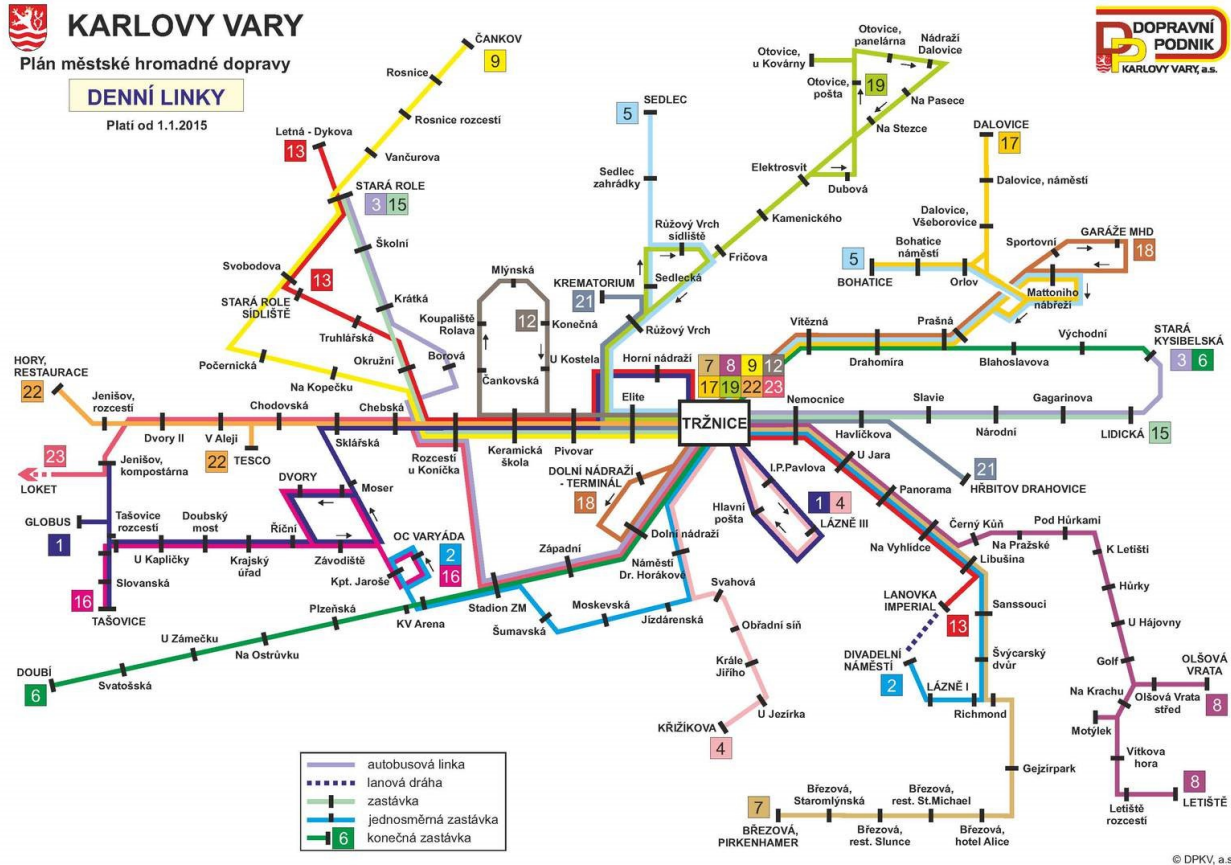 KARLOVY VARY
Plán městské hromadné dopravy
DENNÍ LINKY
Platí od 1.1.2015
DOPRAVNÍ
PODNIK
KARLOVY VARY, a.s.
ČANKOV
9
Rosnice
Rosnice rozcestí
Vančurova
Letná - Dykova
13
STARÁ ROLE
3 15
Školní
Svobodova
13
STARÁ ROLE
SÍDLIŠTĚ
Krátká
Truhlářská
Okružní
Borová
Počernická
Na Kopečku
Mlýnská
Koupaliště
Rolava
12
Konečná
Čankovská
U Kostela
SEDLEC
5
Sedlec
zahrádky
Růžový Vrch
sídliště
KREMATORIUM
21
Sedlecká
Růžový Vrch
Fričova
Kamenického
Elektrosvit
Dubová
Otovice,
u Kovárny
Otovice,
panelárna
Nádraží
Dalovice
Otovice,
pošta
19
Na Pasece
Na Stezce
DALOVICE
17
Dalovice, náměstí
Dalovice,
Všeborovice
5
BOHATICE
Bohatice
náměstí
Orlov
Sportovní
GARÁŽE MHD
18
Mattoniho
nábřeží
Prašná
Vítězná
Drahomíra
Blahoslavova
Východní
STARÁ
KYSIBELSKÁ
3 6
HORY,
RESTAURACE
22
Jenišov,
rozcestí
Dvory II
Chodovská
V Aleji
22
TESCO
Chebská
Sklářská
Rozcestí
u Koníčka
Keramická
škola
Pivovar
Elite
Horní nádraží
7 8 9 12
17 19 22 23
TRŽNICE
Nemocnice
Havlíčkova
Slavie
Národní
Gagarinova
LIDICKÁ
15
21
HŘBITOV DRAHOVICE
U Jara
Panorama
Na Vyhlídce
Libušina
Černý Kůň
Na Pražské
Pod Hůrkami
K Letišti
Hůrky
U Hájovny
Golf
OLŠOVÁ
VRATA
8
Olšová Vrata
střed
Na Krachu
Motýlek
Vítkova
hora
Letiště
rozcestí
8
LETIŠTĚ
23
LOKET
Jenišov,
kompostárna
GLOBUS
1
Tašovice
rozcestí
Doubský
most
Říční
U Kapličky
Krajský
úřad
Závodiště
Slovanská
16
TAŠOVICE
DVORY
Moser
OC VARYÁDA
2
16
Kpt. Jaroše
KV Arena
Plzeňská
Na Ostrůvku
U Zámečku
Svatošská
DOUBÍ
6
Stadion ZM
Západní
Náměstí
Dr. Horákové
Dolní nádraží
DOLNÍ NÁDRAŽÍ
- TERMINÁL
18
Šumavská
Moskevská
Jízdárenská
I.P.Pavlova
Hlavní
pošta
1 4
LÁZNĚ III
Svahová
Obřadní síň
Krále
Jiřího
U Jezírka
KŘIŽÍKOVA
4
LANOVKA
IMPERIAL
13
DIVADELNÍ
NÁMĚSTÍ
2
LÁZNĚ I
Sanssouci
Švýcarský
dvůr
Richmond
Gejzírpark
Březová,
hotel Alice
Březová,
rest. St.Michael
Březová,
rest. Slunce
Březová,
Staromlýnská
7
BŘEZOVÁ,
PIRKENHAMER
autobusová linka
lanová dráha
zastávka
jednosměrná zastávka
6 konečná zastávka
© DPKV, a.s